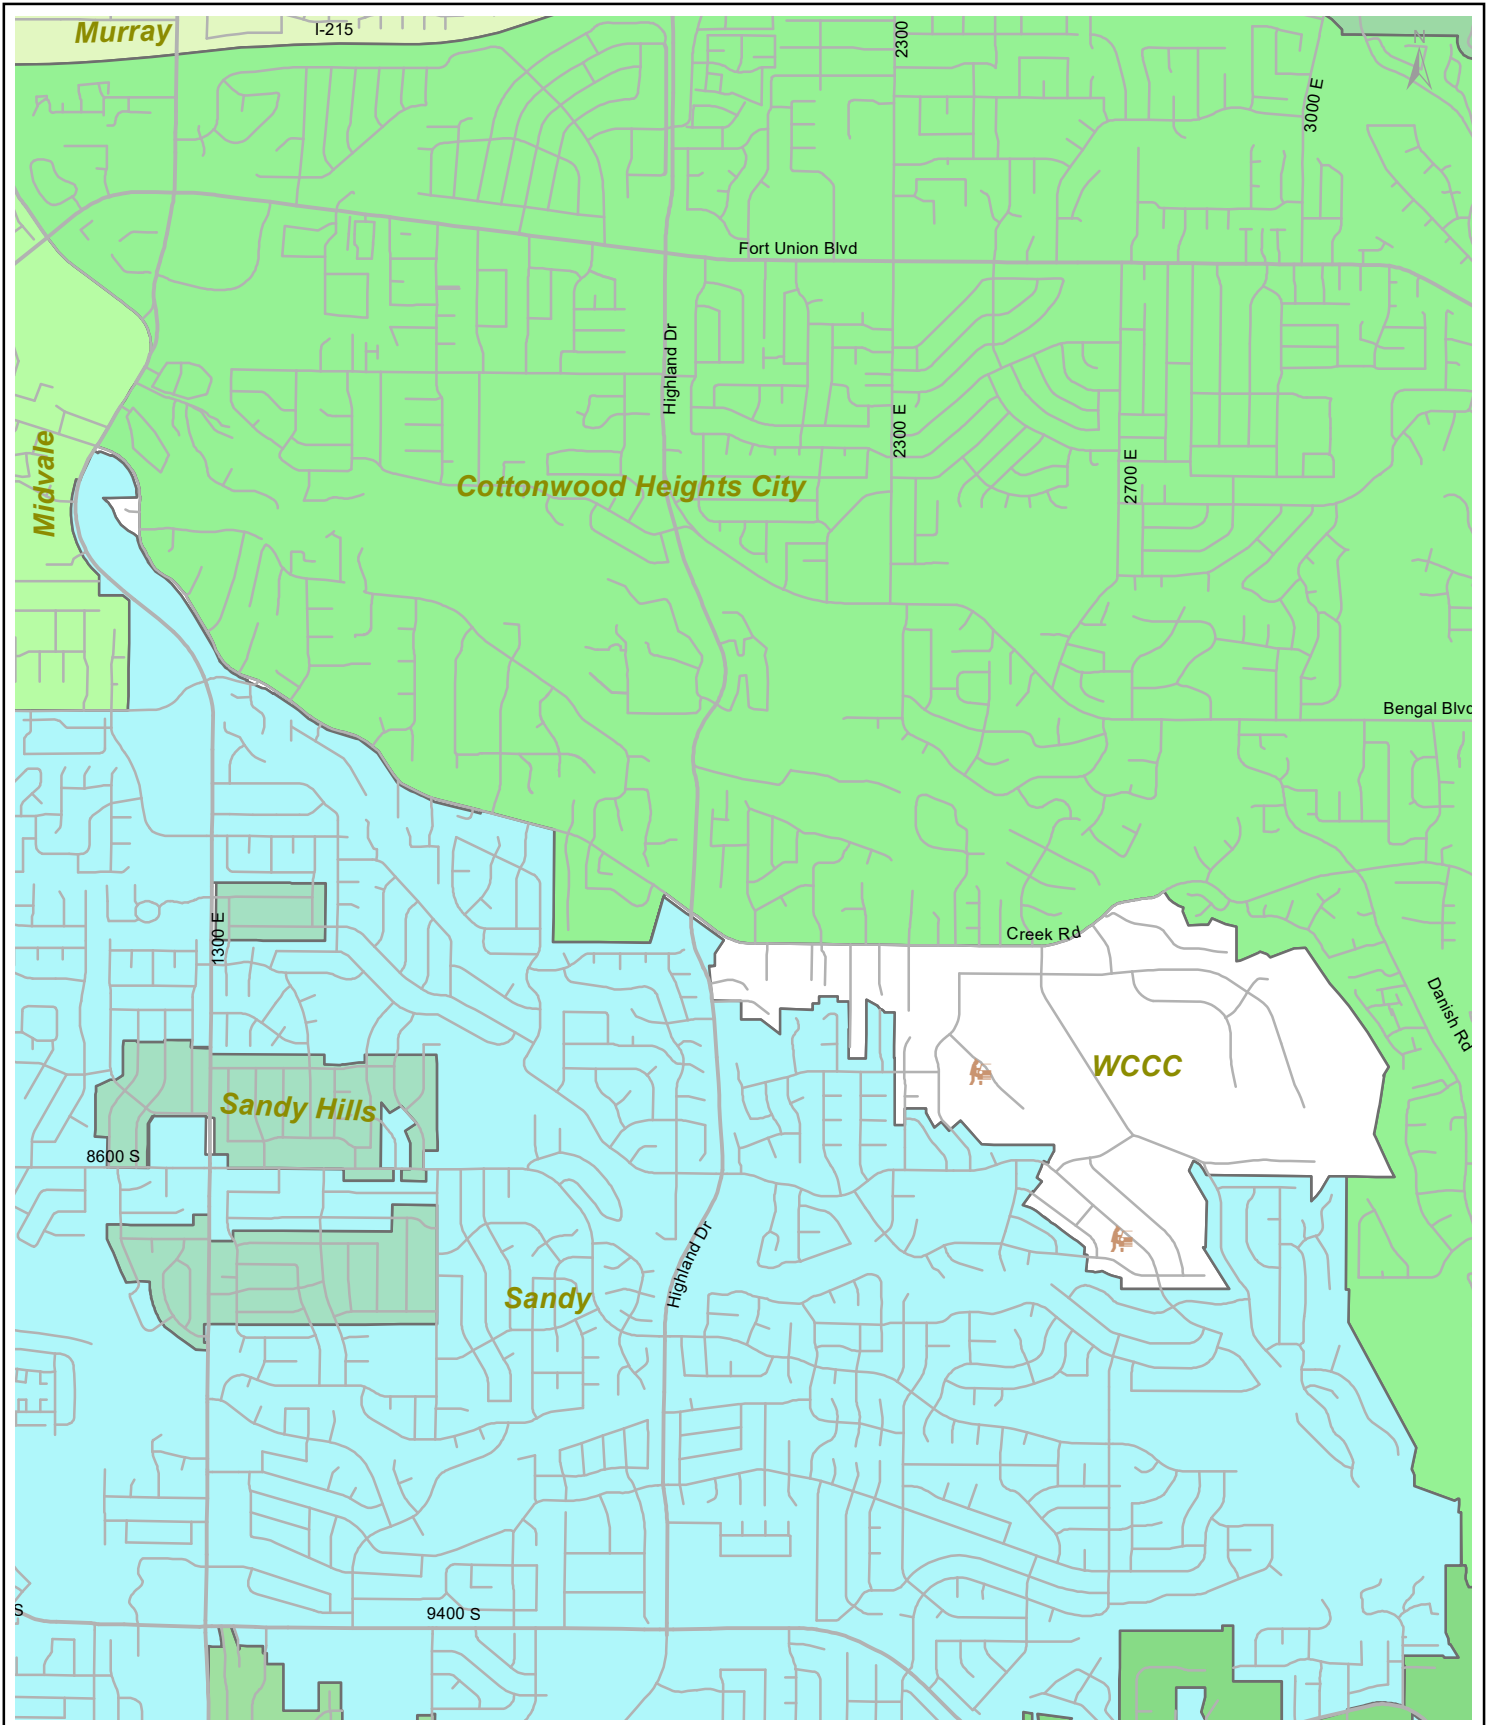 Murray
I-215
2300
N
3000 E
Fort Union Blvd
Highland Dr
2300 E
Midvale
2700 E
Cottonwood Heights City
Bengal Blvd
1300 E
Creek Rd
Danish Rd
WCCC
Sandy Hills
8600 S
Highland Dr
Sandy
S
9400 S